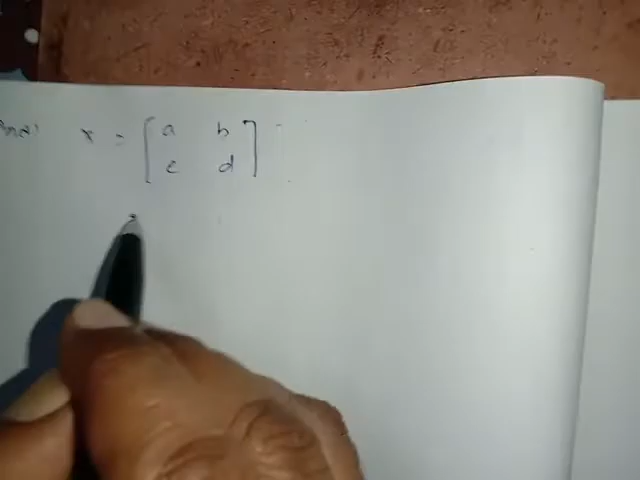 x = [a b
c d]